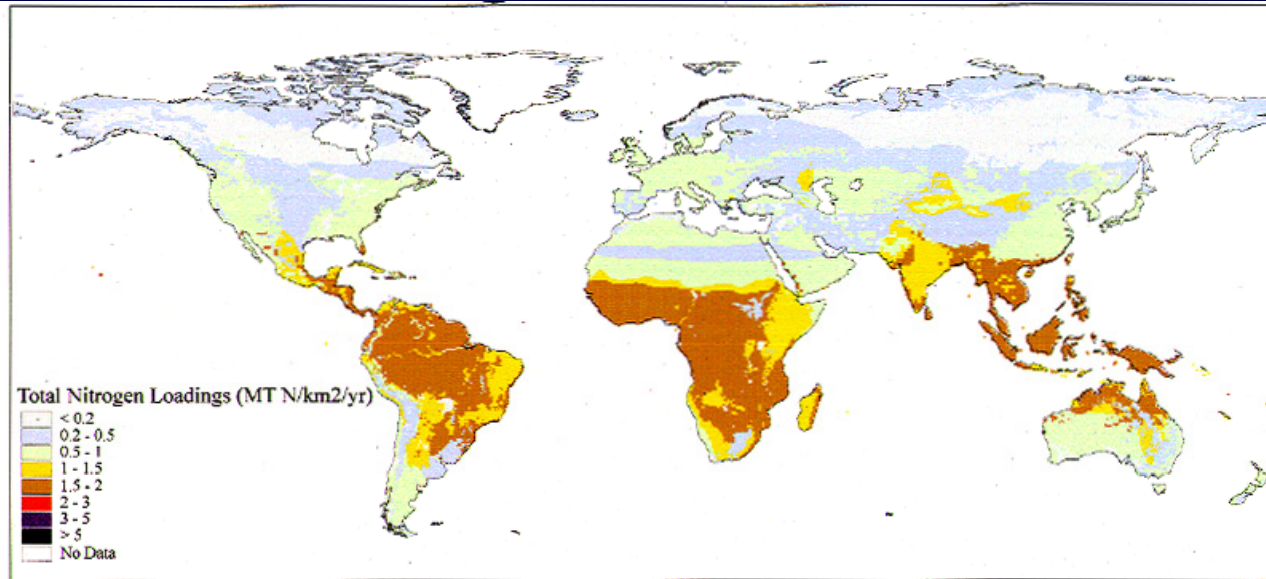 Total Nitrogen Loadings (MT N/km2/yr)
< 0.2
0.2 - 0.5
0.5 - 1
1 - 1.5
1.5 - 2
2 - 3
3 - 5
> 5
No Data